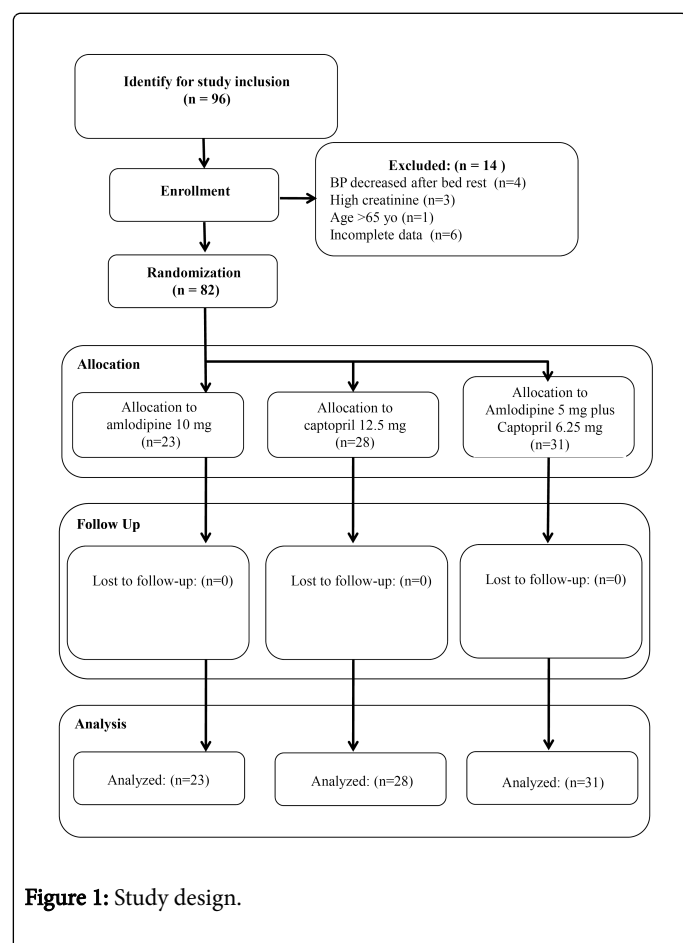 Identify for study inclusion
(n = 96)
Enrollment
Excluded: (n = 14 )
BP decreased after bed rest (n=4)
High creatinine (n=3)
Age >65 yo (n=1)
Incomplete data (n=6)
Randomization
(n = 82)
Allocation
Allocation to
amlodipine 10 mg
(n=23)
Allocation to
captopril 12.5 mg
(n=28)
Allocation to
Amlodipine 5 mg plus
Captopril 6.25 mg
(n=31)
Follow Up
Lost to follow-up: (n=0)
Lost to follow-up: (n=0)
Lost to follow-up: (n=0)
Analysis
Analyzed: (n=23)
Analyzed: (n=28)
Analyzed: (n=31)
Figure 1: Study design.